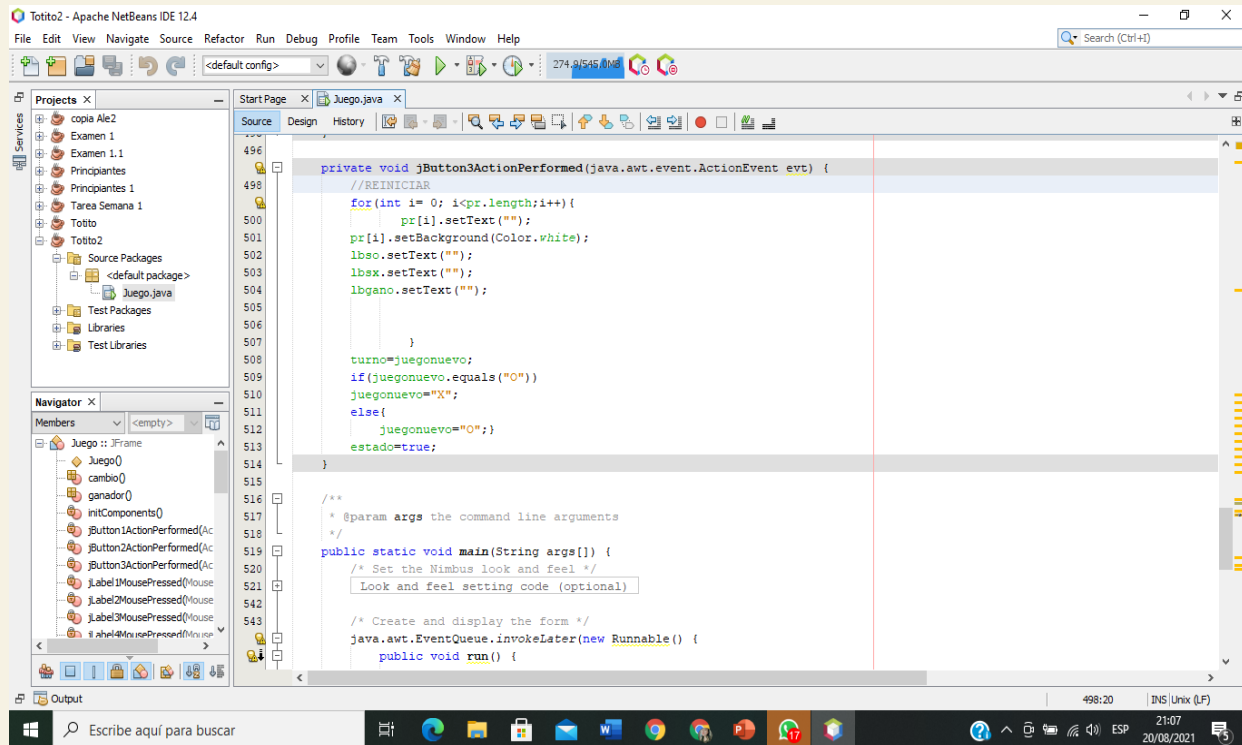 Totito2 - Apache NetBeans IDE 12.4
File Edit View Navigate Source Refactor Run Debug Profile Team Tools Window Help
Search (Ctrl+I)
<default config>
274.9/545.0MB
Services
Projects
copia Ale2
Examen 1
Examen 1.1
Principiantes
Principiantes 1
Tarea Semana 1
Totito
Totito2
Source Packages
<default package>
Juego.java
Test Packages
Libraries
Test Libraries
Navigator
Members
<empty>
Juego :: JFrame
Juego()
cambio()
ganador()
initComponents()
jButton1ActionPerformed(Ac
jButton2ActionPerformed(Ac
jButton3ActionPerformed(Ac
jLabel1MousePressed(Mouse
jLabel2MousePressed(Mouse
jLabel3MousePressed(Mouse
jLabel4MousePressed(Mouse
Start Page Juego.java
Source Design History
496
private void jButton3ActionPerformed(java.awt.event.ActionEvent evt) {
498 //REINICIAR
for(int i= 0; i<pr.length;i++){
500 pr[i].setText("");
501 pr[i].setBackground(Color.white);
502 lbso.setText("");
503 lbsx.setText("");
504 lbgano.setText("");
505
506
507 }
508 turno=juegonuevo;
509 if(juegonuevo.equals("O"))
510 juegonuevo="X";
511 else{
512 juegonuevo="O";}
513 estado=true;
514 }
515
516 /**
517 * @param args the command line arguments
518 */
519 public static void main(String args[]) {
520 /* Set the Nimbus look and feel */
521 Look and feel setting code (optional)
542
543 /* Create and display the form */
java.awt.EventQueue.invokeLater(new Runnable() {
public void run() {
Output
498:20 INS Unix (LF)
Escribe aquí para buscar
17
ESP
21:07
20/08/2021
5